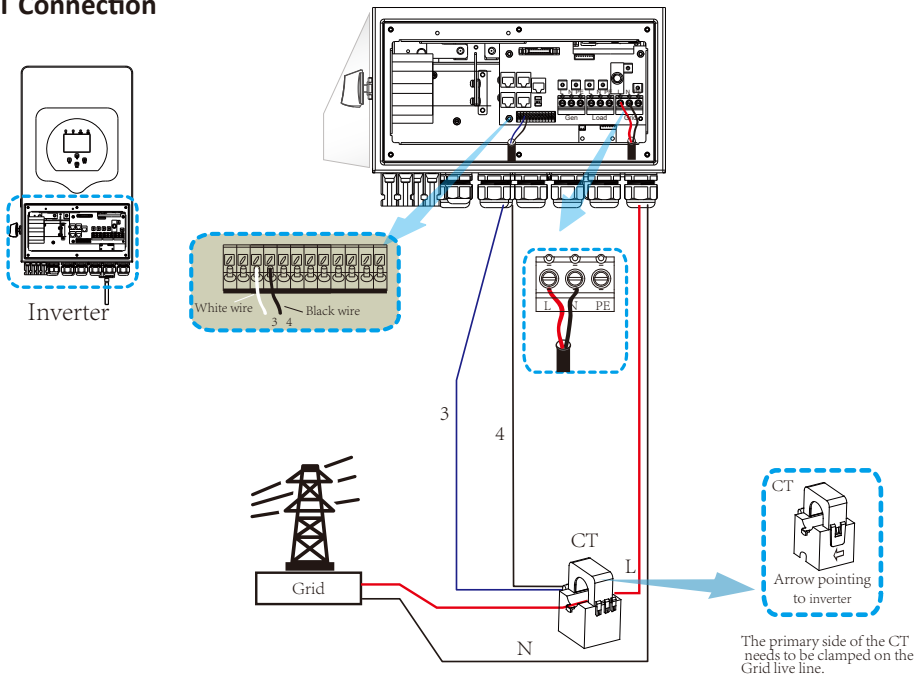 T Connection
Gen
Load
Inverter
White wire
3 4
Black wire
L
N
PE
3
4
CT
L
Grid
N
CT
Arrow pointing
to inverter
The primary side of the CT
needs to be clamped on the
Grid live line.